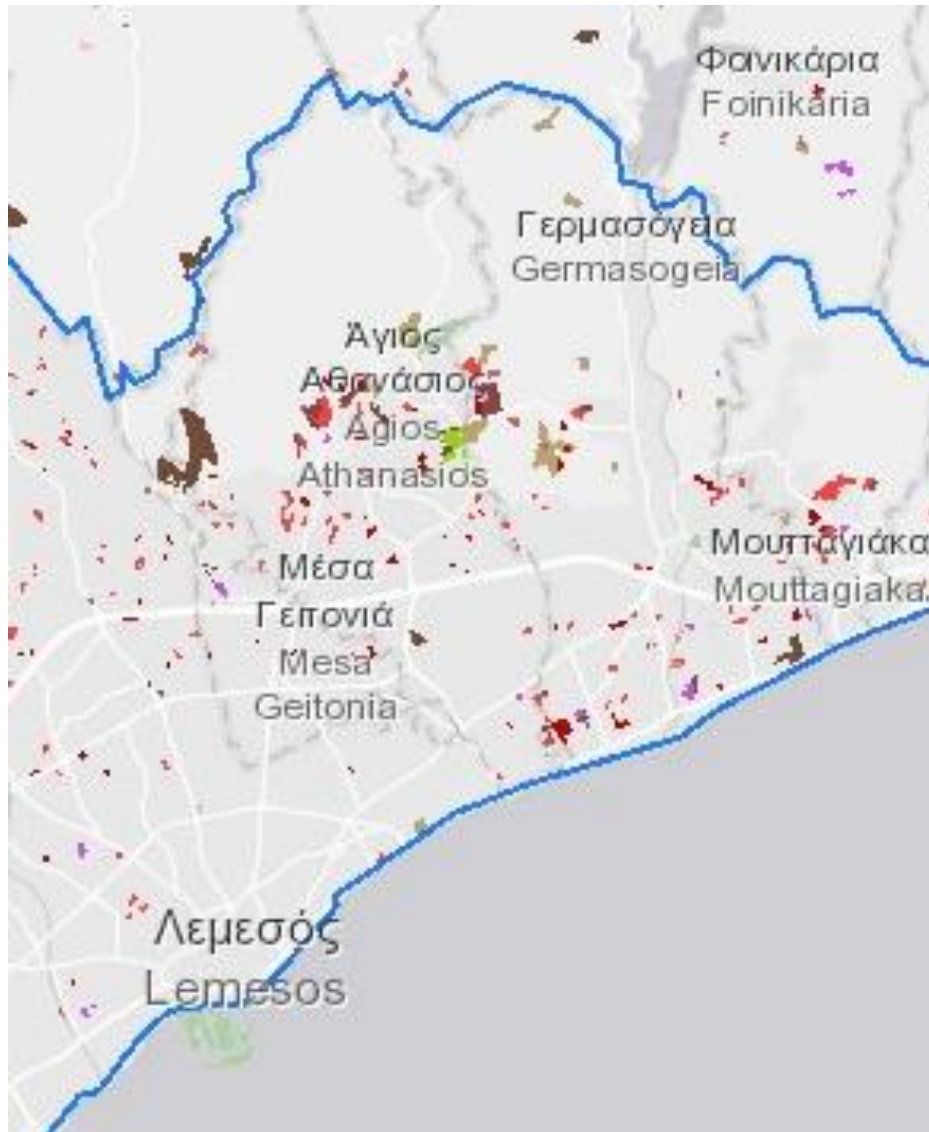 Φοινικάρια
Foinikaria
Γερμασόγεια
Germasogeia
Άγιος
Αθανάσιος
Agios
Athanasios
Μουτταγιάκα
Mouttagiaka
Μέσα
Γειτονιά
Mesa
Geitonia
Λεμεσός
Lemesos